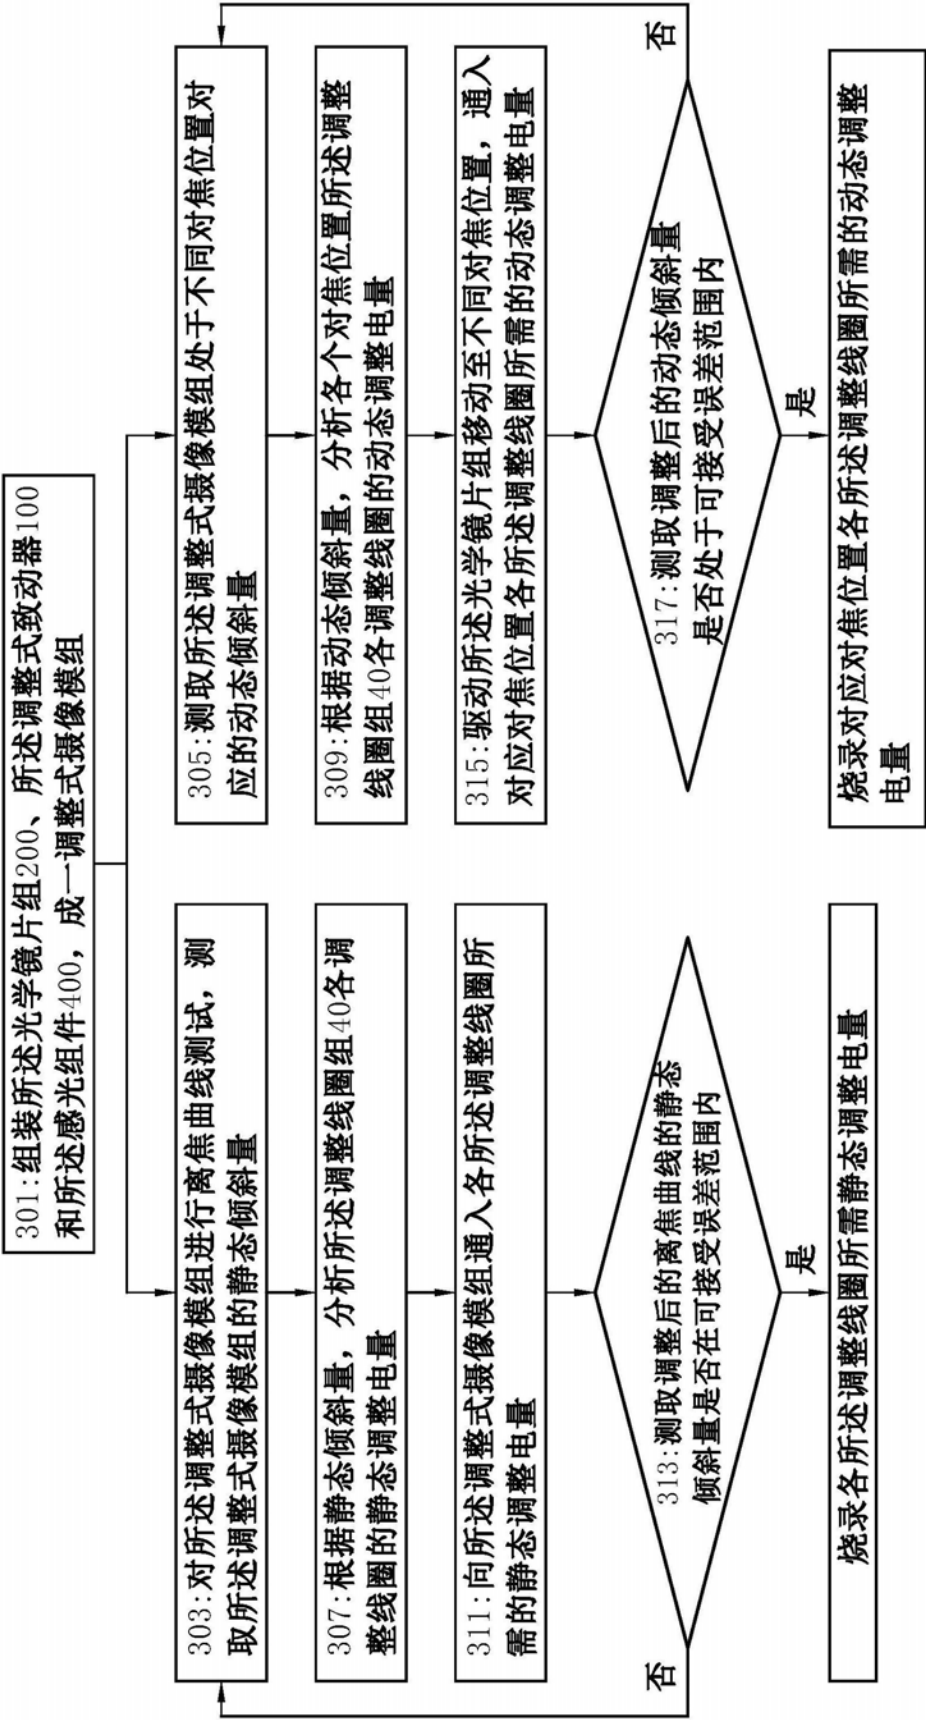 301:组装所述光学镜片组200、所述调整式致动器100
和所述感光组件400，成一调整式摄像模组
303:对所述调整式摄像模组进行离焦曲线测试，测
取所述调整式摄像模组的静态倾斜量
307:根据静态倾斜量，分析所述调整线圈组40各调
整线圈的静态调整电量
311:向所述调整式摄像模组通入各所述调整线圈所
需的静态调整电量
313:测取调整后的离焦曲线的静态
倾斜量是否在可接受误差范围内
否
是
烧录各所述调整线圈所需静态调整电量
305:测取所述调整式摄像模组处于不同对焦位置对
应的动态倾斜量
309:根据动态倾斜量，分析各个对焦位置所述调整
线圈组40各调整线圈的动态调整电量
315:驱动所述光学镜片组移动至不同对焦位置，通入
对应对焦位置各所述调整线圈所需的动态调整电量
317:测取调整后的动态倾斜量
是否处于可接受误差范围内
否
是
烧录对应对焦位置各所述调整线圈所需的动态调整
电量